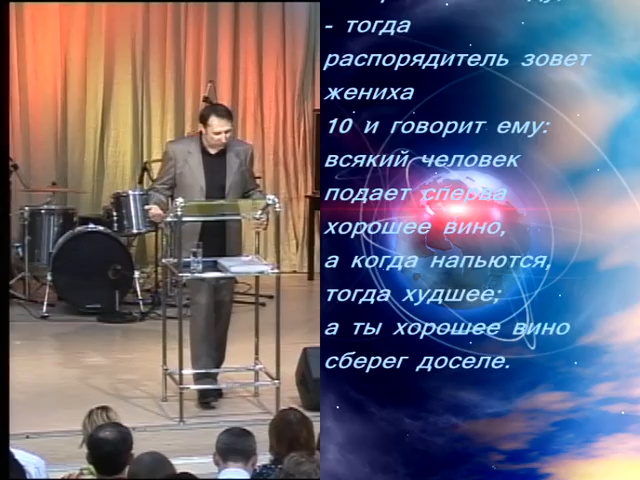 - тогда
распорядитель зовет
жениха
10 и говорит ему:
всякий человек
подает сперва
хорошее вино,
а когда напьются,
тогда худшее;
а ты хорошее вино
сберег доселе.